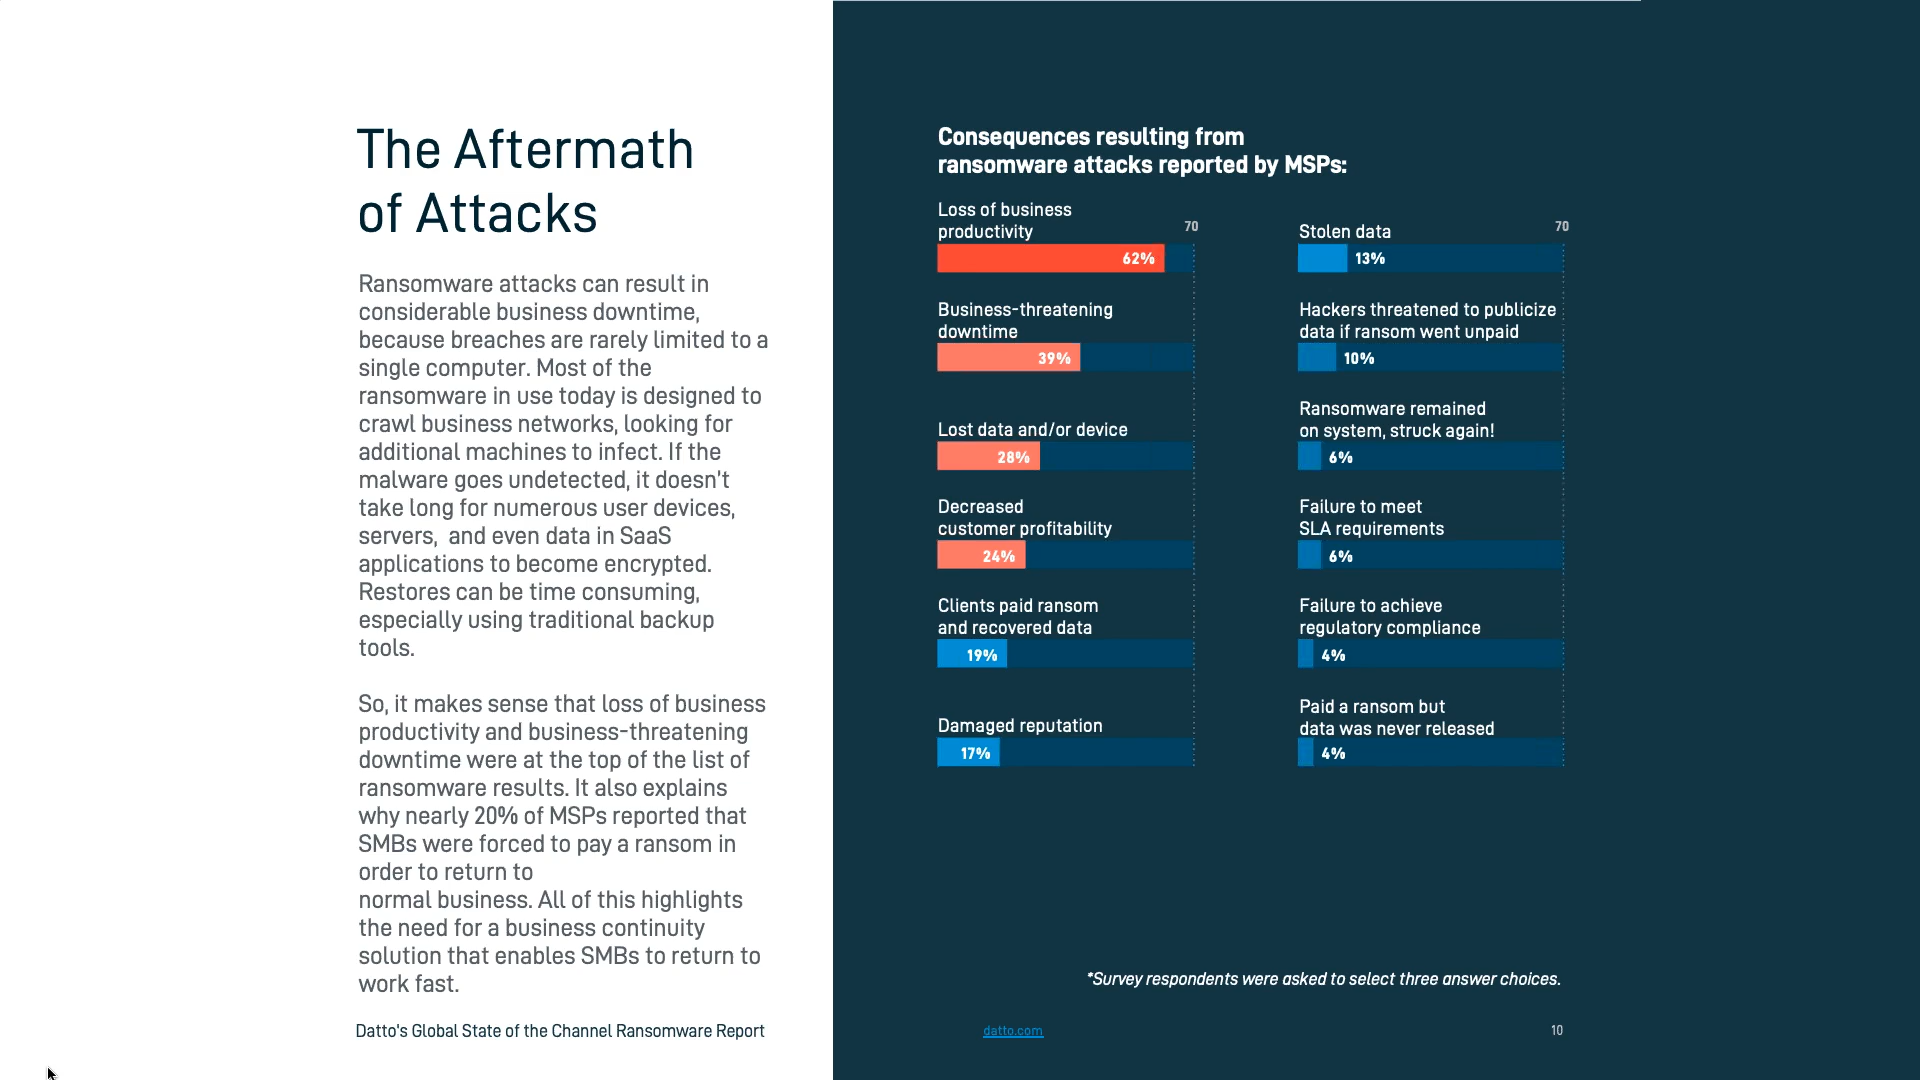 The Aftermath
of Attacks
Ransomware attacks can result in
considerable business downtime,
because breaches are rarely limited to a
single computer. Most of the
ransomware in use today is designed to
crawl business networks, looking for
additional machines to infect. If the
malware goes undetected, it doesn't
take long for numerous user devices,
servers,  and even data in SaaS
applications to become encrypted.
Restores can be time consuming,
especially using traditional backup
tools.
So, it makes sense that loss of business
productivity and business-threatening
downtime were at the top of the list of
ransomware results. It also explains
why nearly 20% of MSPs reported that
SMBs were forced to pay a ransom in
order to return to
normal business. All of this highlights
the need for a business continuity
solution that enables SMBs to return to
work fast.
Datto's Global State of the Channel Ransomware Report
Consequences resulting from
ransomware attacks reported by MSPs:
Loss of business
productivity
70
62%
Business-threatening
downtime
39%
Lost data and/or device
28%
Decreased
customer profitability
24%
Clients paid ransom
and recovered data
19%
Damaged reputation
17%
Stolen data
70
13%
Hackers threatened to publicize
data if ransom went unpaid
10%
Ransomware remained
on system, struck again!
6%
Failure to meet
SLA requirements
6%
Failure to achieve
regulatory compliance
4%
Paid a ransom but
data was never released
4%
*Survey respondents were asked to select three answer choices.
datto.com
10